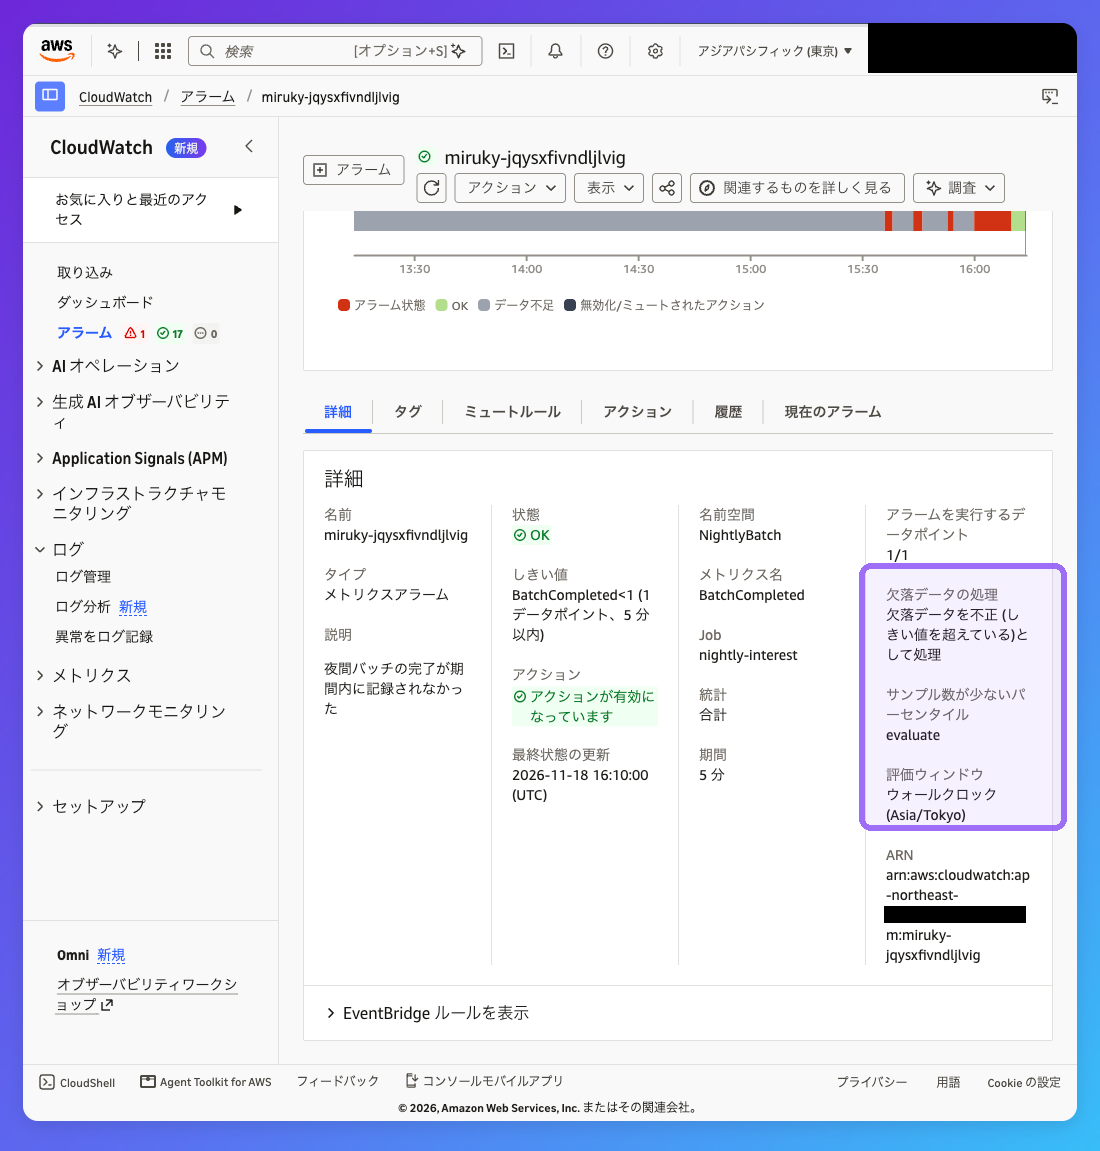 aws
検索 [オプション+S]
アジアパシフィック (東京) ▼
CloudWatch / アラーム / miruky-jqysxfivndljlvig
CloudWatch 新規
お気に入りと最近のアク
セス
取り込み
ダッシュボード
アラーム 1 17 0
AI オペレーション
生成 AI オブザーバビリテ
ィ
Application Signals (APM)
インフラストラクチャモ
ニタリング
ログ
ログ管理
ログ分析 新規
異常をログ記録
メトリクス
ネットワークモニタリン
グ
セットアップ
Omni 新規
オブザーバビリティワークシ
ョップ
アラーム
miruky-jqysxfivndljlvig
アクション 表示 関連するものを詳しく見る 調査
13:30 14:00 14:30 15:00 15:30 16:00
アラーム状態 OK データ不足 無効化/ミュートされたアクション
詳細 タグ ミュートルール アクション 履歴 現在のアラーム
詳細
名前
miruky-jqysxfivndljlvig
タイプ
メトリクスアラーム
説明
夜間バッチの完了が期
間内に記録されなかっ
た
状態
OK
しきい値
BatchCompleted<1 (1
データポイント、5 分
以内)
アクション
アクションが有効に
なっています
最終状態の更新
2026-11-18 16:10:00
(UTC)
名前空間
NightlyBatch
メトリクス名
BatchCompleted
Job
nightly-interest
統計
合計
期間
5 分
アラームを実行するデ
ータポイント
1/1
欠落データの処理
欠落データを不正 (し
きい値を超えている)と
して処理
サンプル数が少ないパ
ーセンタイル
evaluate
評価ウィンドウ
ウォールクロック
(Asia/Tokyo)
ARN
arn:aws:cloudwatch:ap
-northeast-
m:miruky-
jqysxfivndljlvig
EventBridge ルールを表示
CloudShell Agent Toolkit for AWS フィードバック コンソールモバイルアプリ プライバシー 用語 Cookie の設定
© 2026, Amazon Web Services, Inc. またはその関連会社。